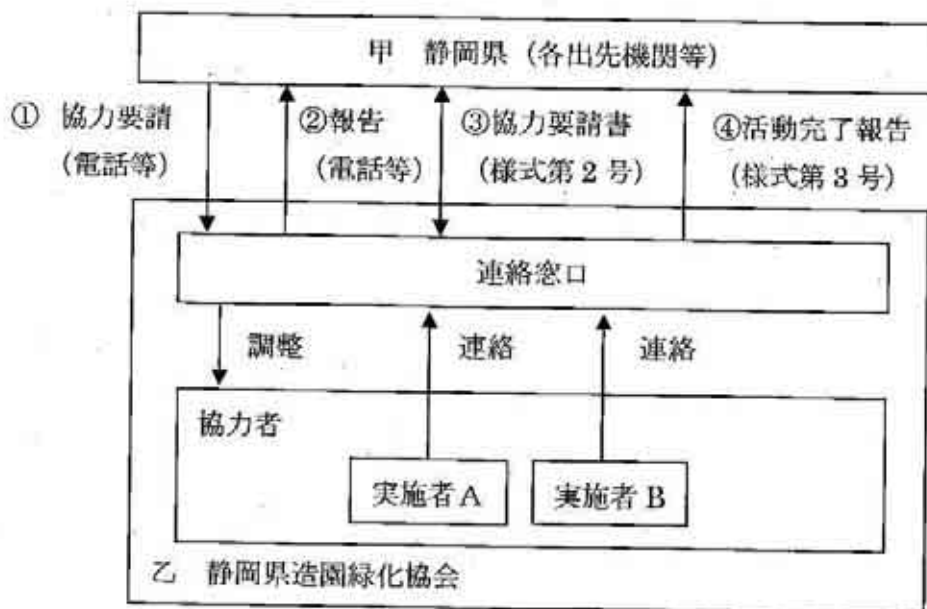 甲 静岡県（各出先機関等）
① 協力要請
（電話等）
②報告
（電話等）
③協力要請書
（様式第２号）
④活動完了報告
（様式第３号）
連絡窓口
調整
連絡
連絡
協力者
実施者A
実施者B
乙 静岡県造園緑化協会